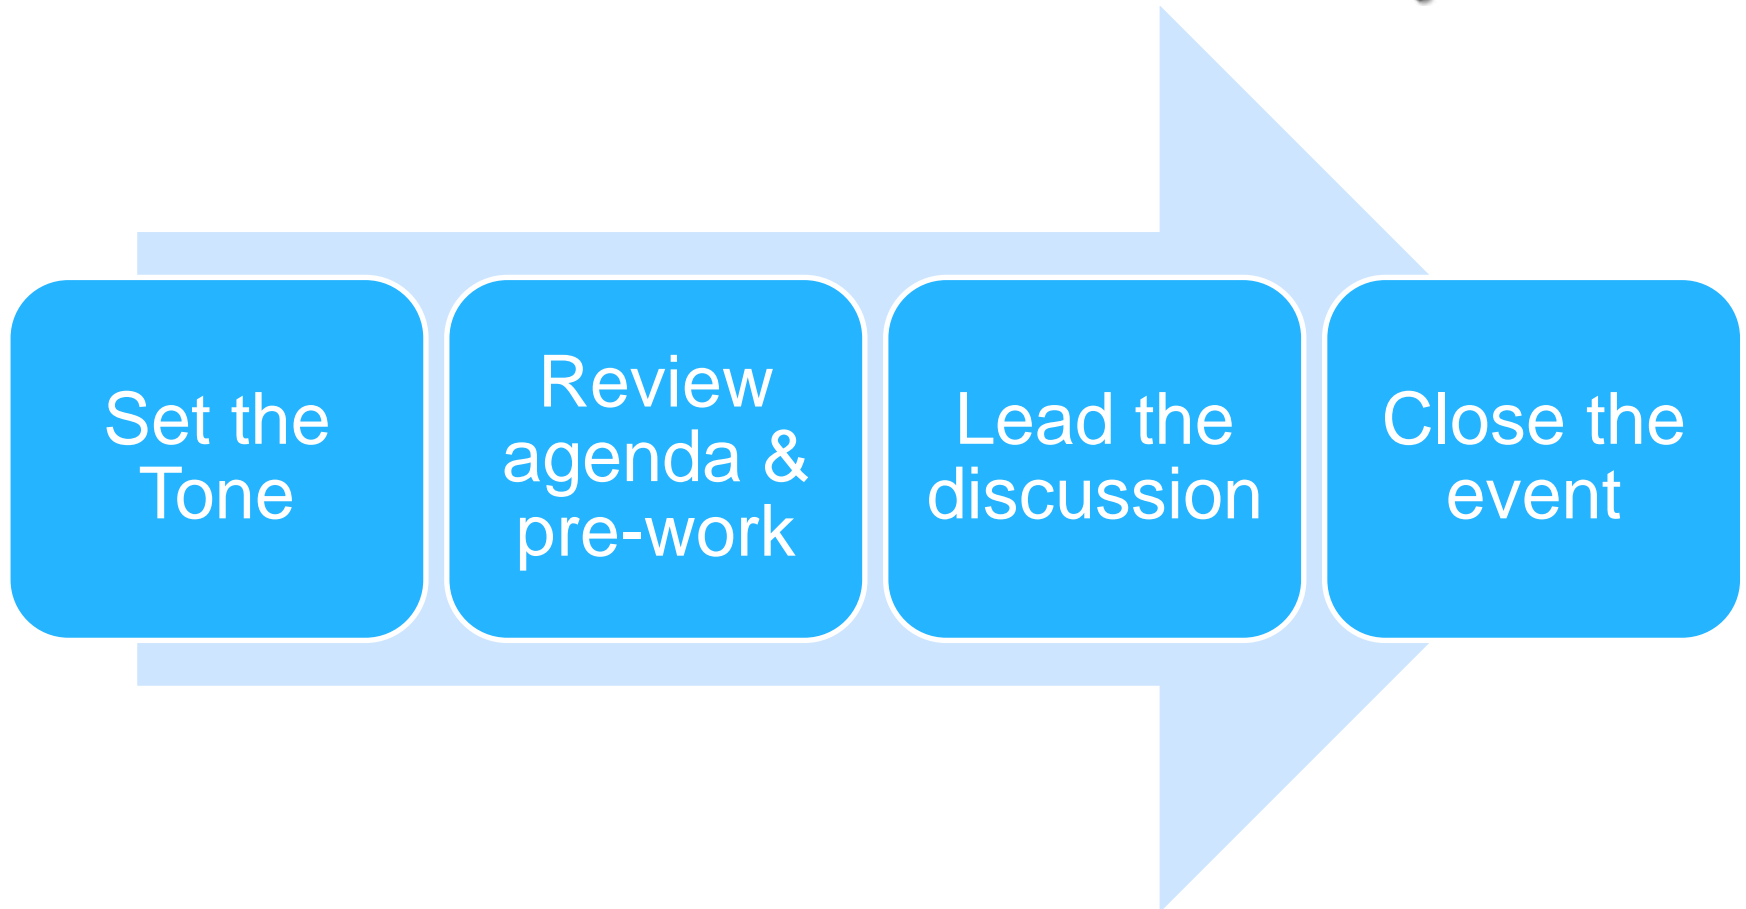 Set the
Tone
Review
agenda &
pre-work
Lead the
discussion
Close the
event